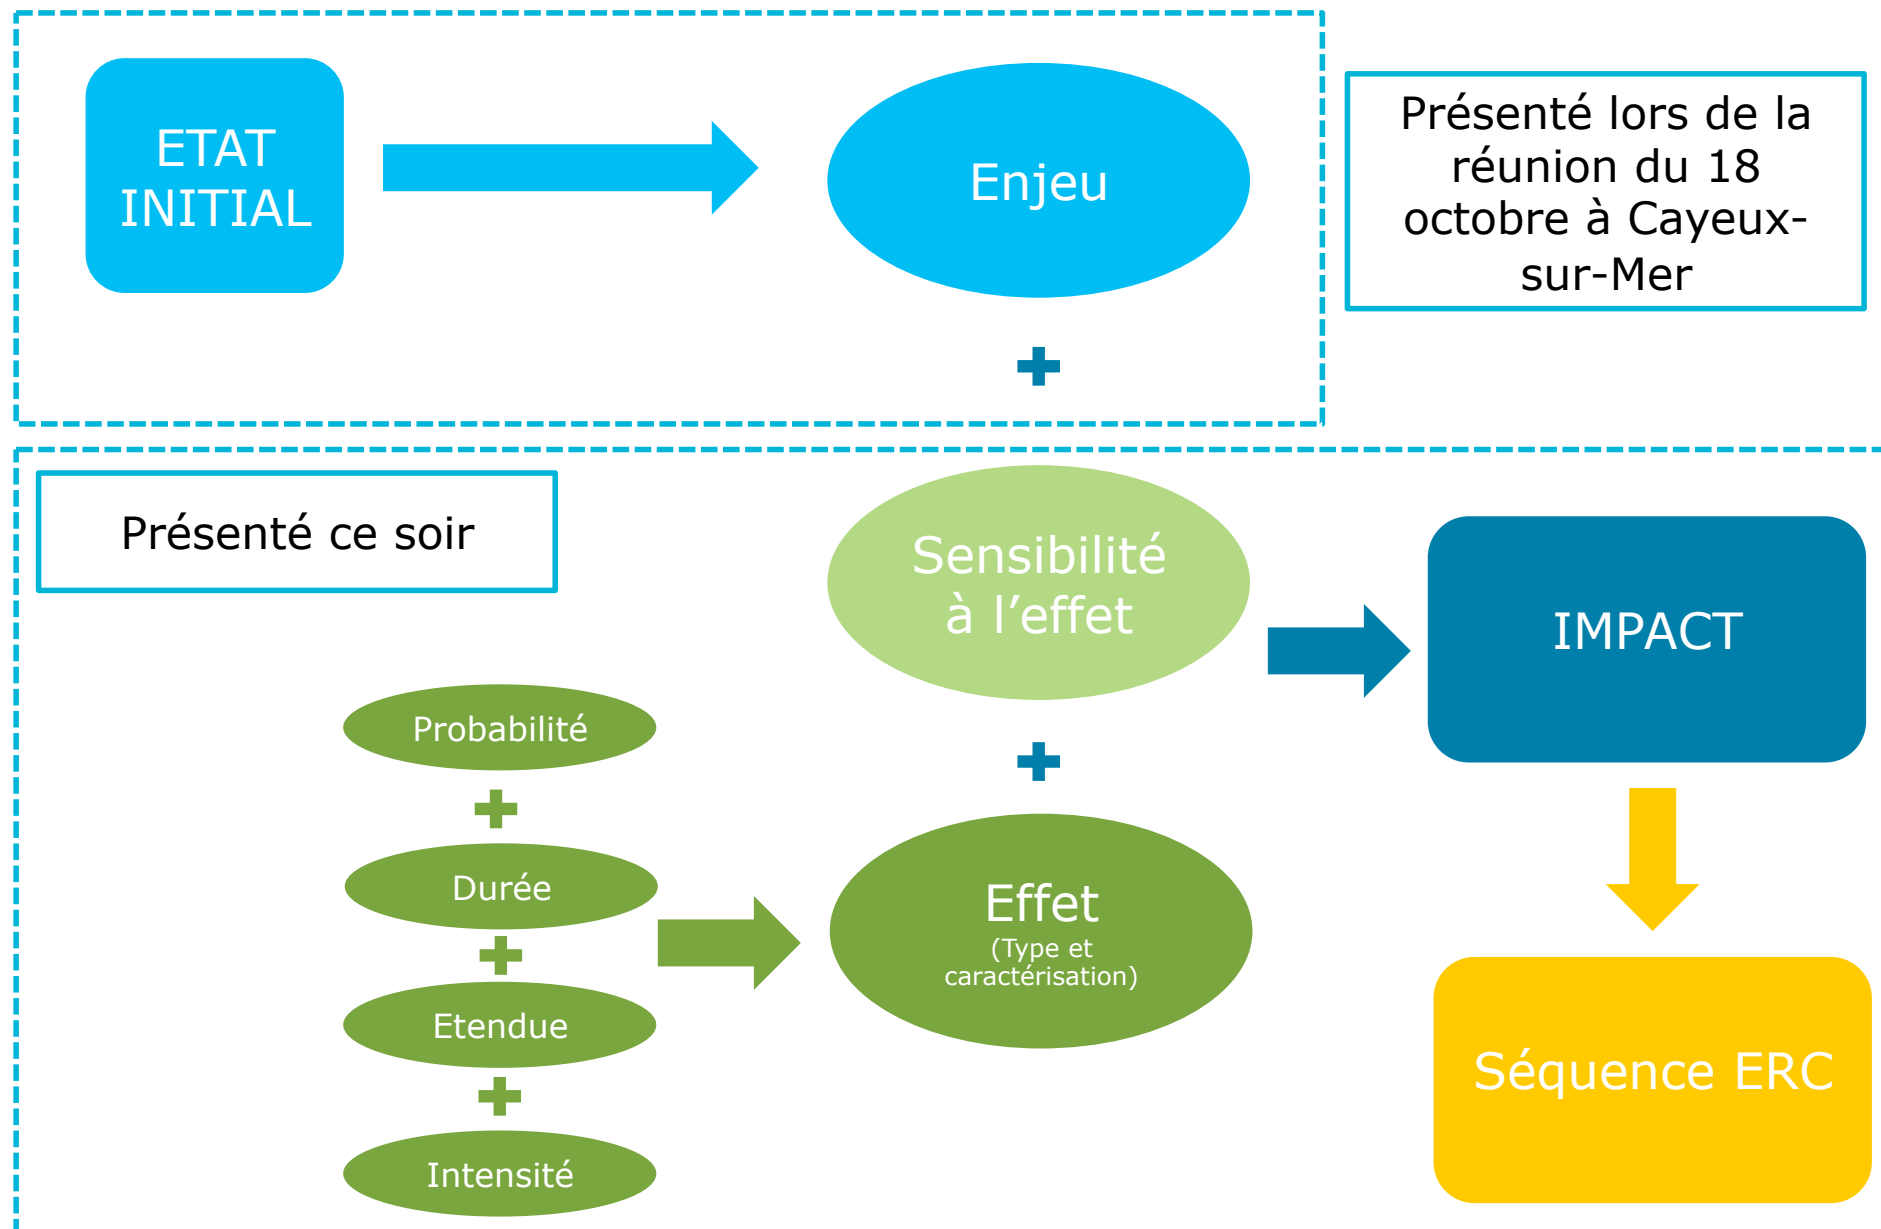 ETAT
INITIAL
Enjeu
Présenté lors de la
réunion du 18
octobre à Cayeux-
sur-Mer
Présenté ce soir
Sensibilité
à l’effet
IMPACT
Probabilité
Durée
Etendue
Intensité
Effet
(Type et
caractérisation)
Séquence ERC